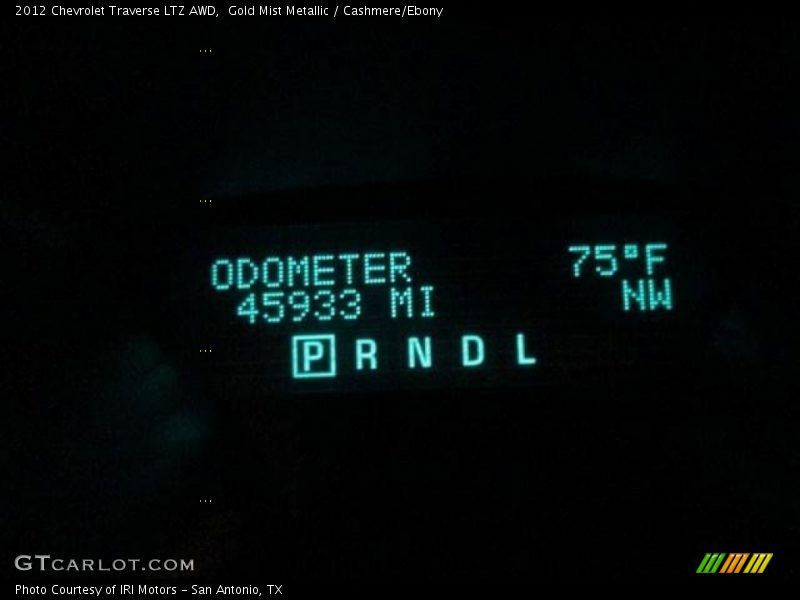 2012 Chevrolet Traverse LTZ AWD,  Gold Mist Metallic / Cashmere/Ebony
ODOMETER 75°F
45933 MI NW
P R N D L
GTCARLOT.COM
Photo Courtesy of IRI Motors - San Antonio, TX